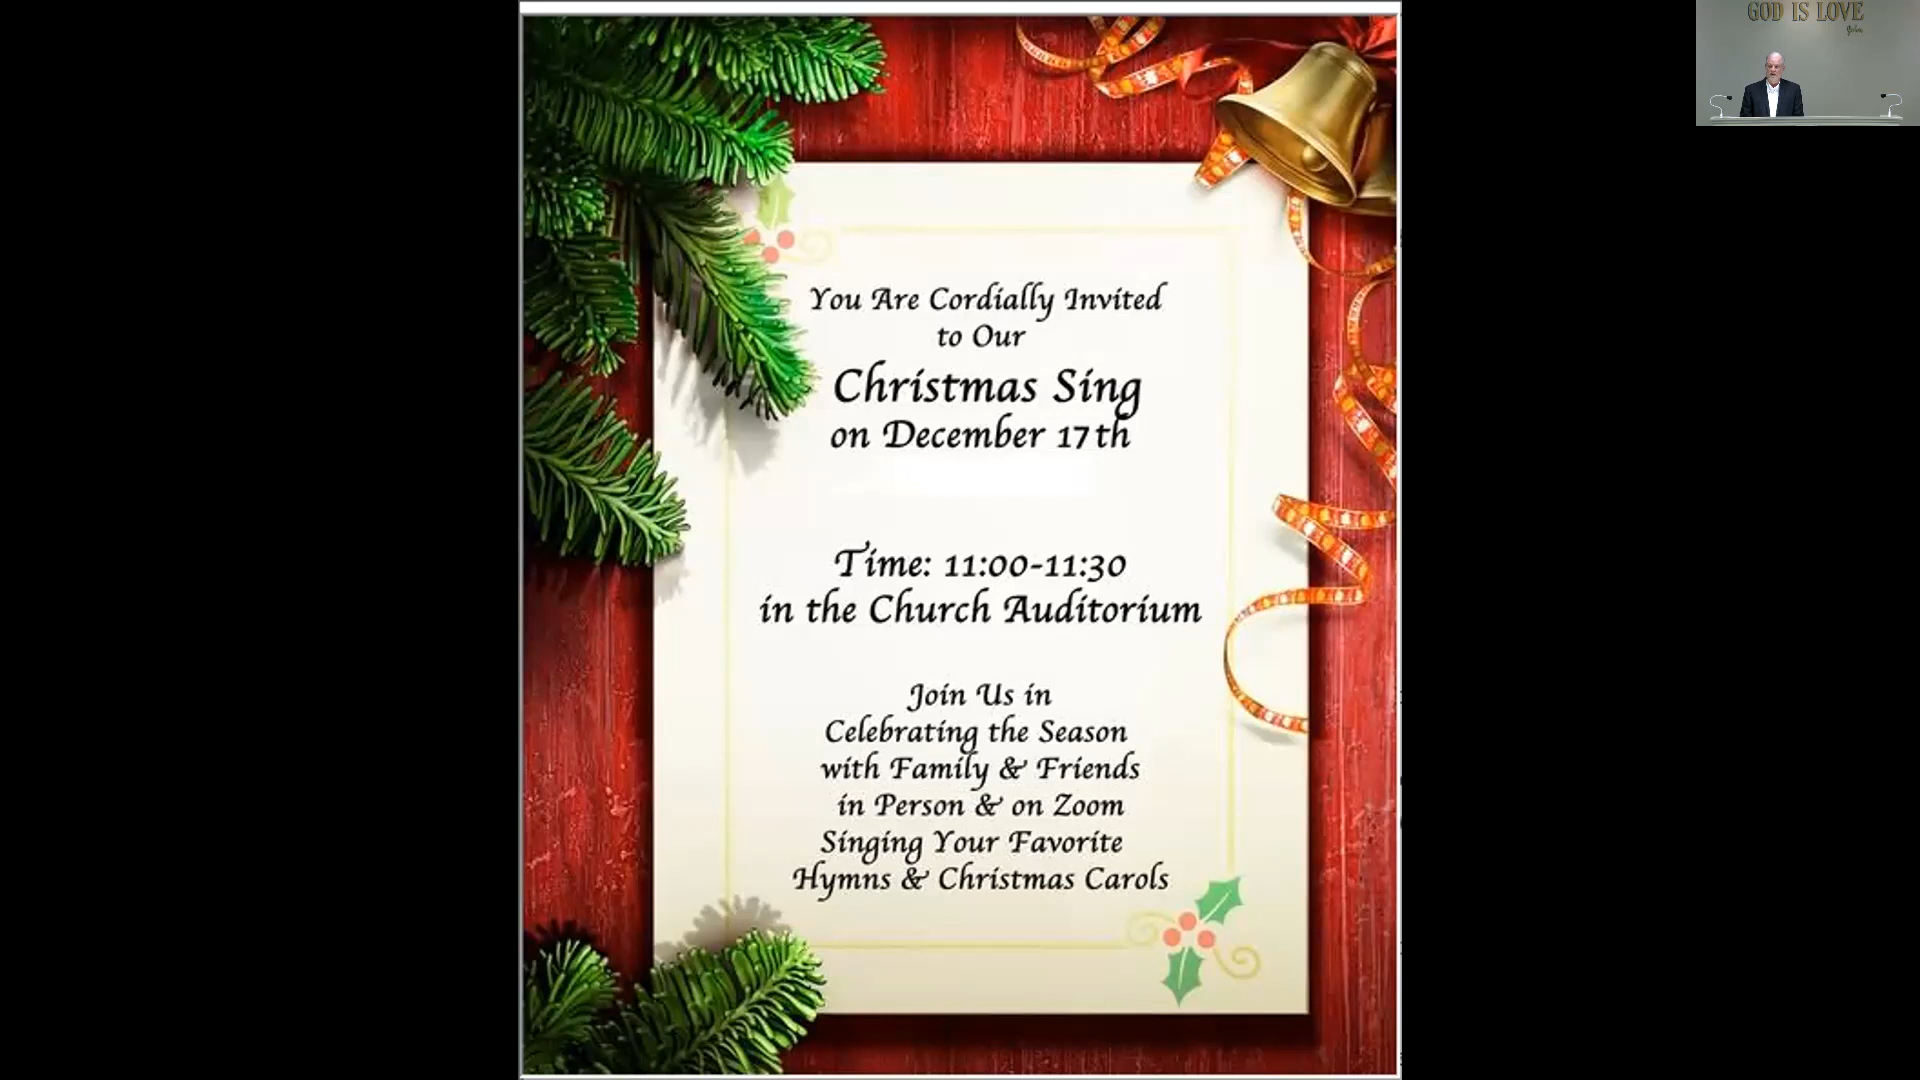 GOD IS LOVE
You Are Cordially Invited
to Our
Christmas Sing
on December 17th
Time: 11:00-11:30
in the Church Auditorium
Join Us in
Celebrating the Season
with Family & Friends
in Person & on Zoom
Singing Your Favorite
Hymns & Christmas Carols